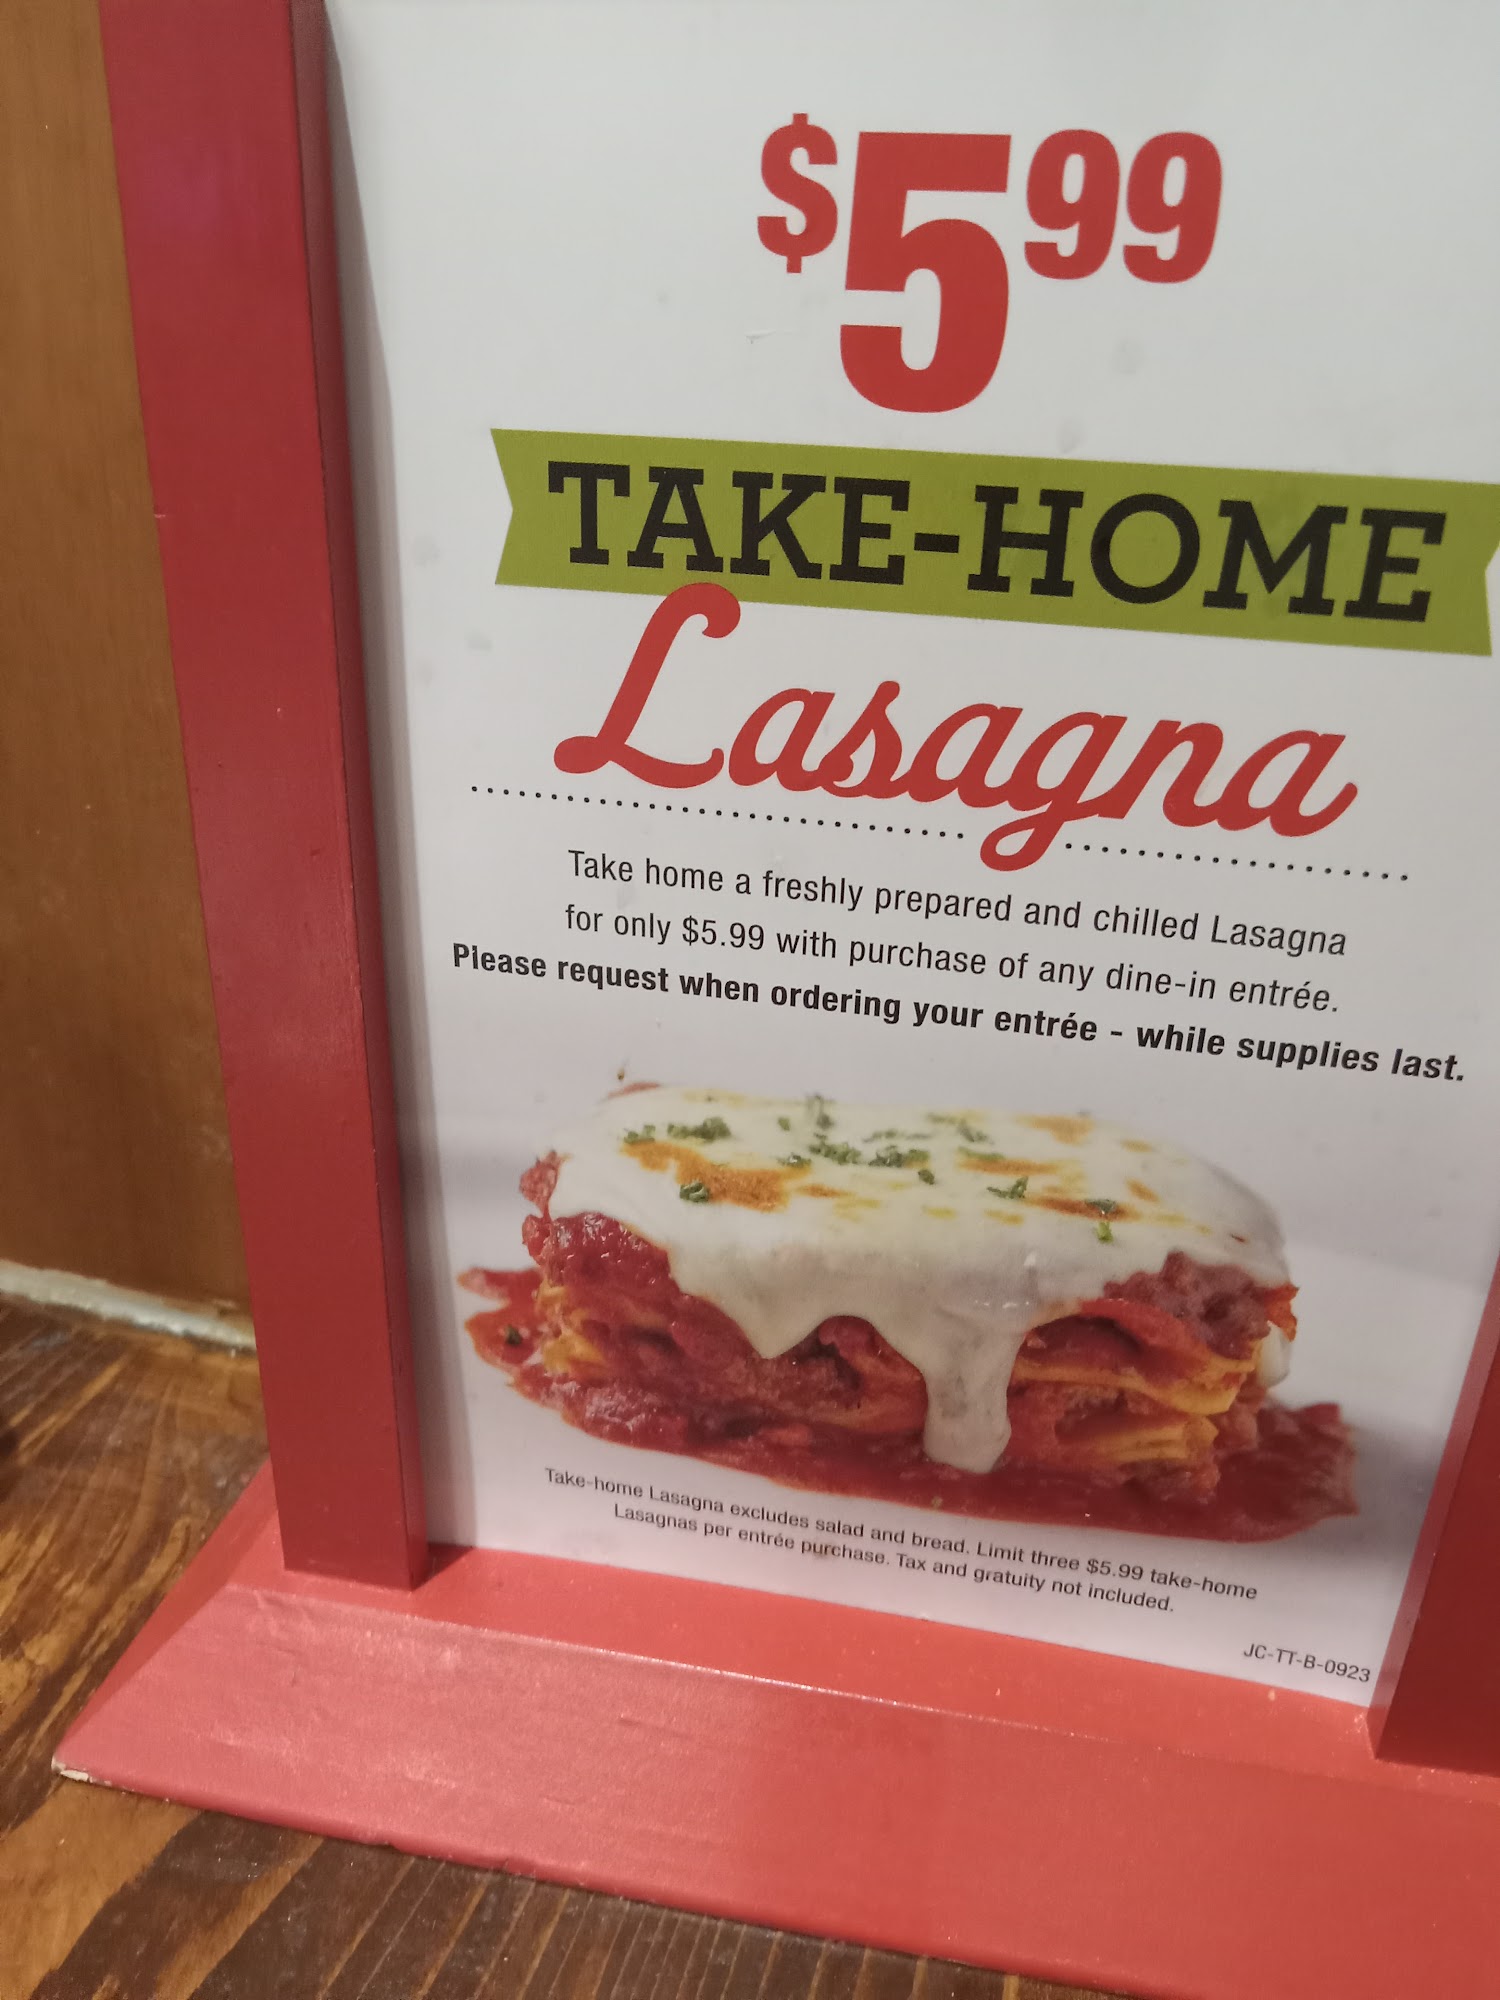 $5.99
TAKE-HOME
Lasagna
Take home a freshly prepared and chilled Lasagna
for only $5.99 with purchase of any dine-in entrée.
Please request when ordering your entrée - while supplies last.
Take-home Lasagna excludes salad and bread. Limit three $5.99 take-home
Lasagnas per entrée purchase. Tax and gratuity not included.
JC-TT-B-0923